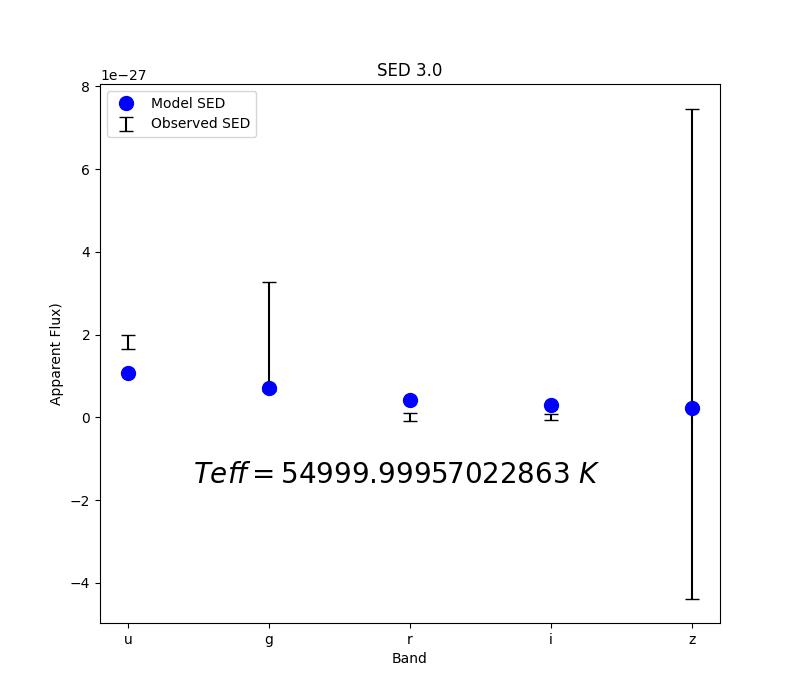 SED 3.0
1e−27
Model SED
Observed SED
8
6
4
2
0
−2
−4
Apparent Flux)
Teff = 54999.99957022863 K
u g r i z
Band